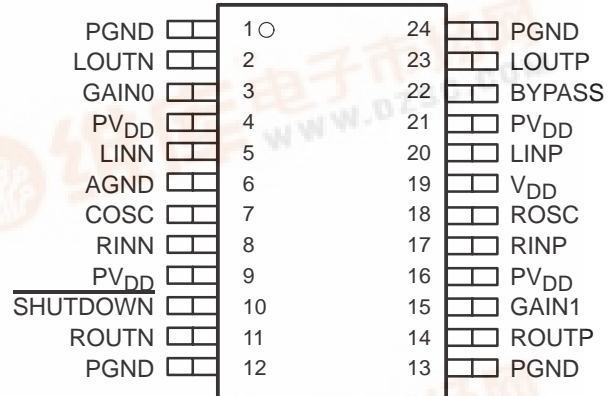 PGND 1 24 PGND
LOUTN 2 23 LOUTP
GAIN0 3 22 BYPASS
PVDD 4 21 PVDD
LINN 5 20 LINP
AGND 6 19 VDD
COSC 7 18 ROSC
RINN 8 17 RINP
PVDD 9 16 PVDD
SHUTDOWN 10 15 GAIN1
ROUTN 11 14 ROUTP
PGND 12 13 PGND